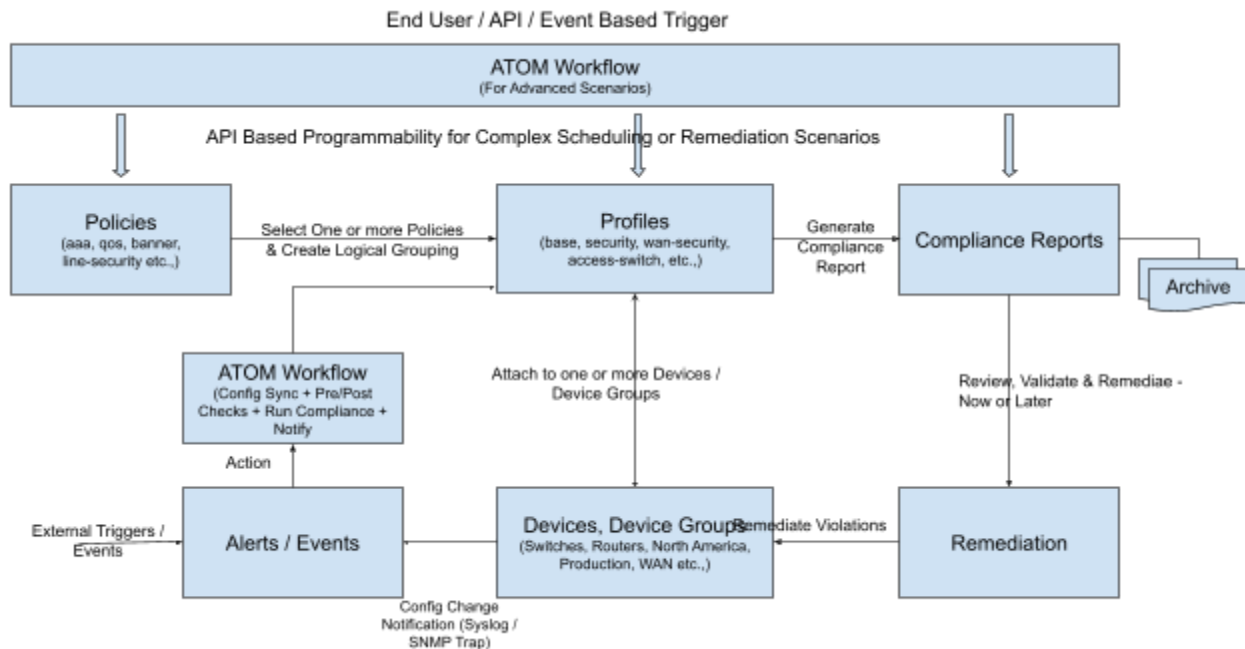 End User / API / Event Based Trigger
ATOM Workflow
(For Advanced Scenarios)
API Based Programmability for Complex Scheduling or Remediation Scenarios
Policies
(aaa, qos, banner,
line-security etc.,)
Select One or more Policies
& Create Logical Grouping
Profiles
(base, security, wan-security,
access-switch, etc.,)
Generate
Compliance
Report
Compliance Reports
Archive
ATOM Workflow
(Config Sync + Pre/Post
Checks + Run Compliance +
Notify
Attach to one or more Devices /
Device Groups
Review, Validate & Remediae -
Now or Later
Action
External Triggers /
Events
Alerts / Events
Devices, Device Groups
(Switches, Routers, North America,
Production, WAN etc.,)
Remediate Violations
Remediation
Config Change
Notification (Syslog /
SNMP Trap)